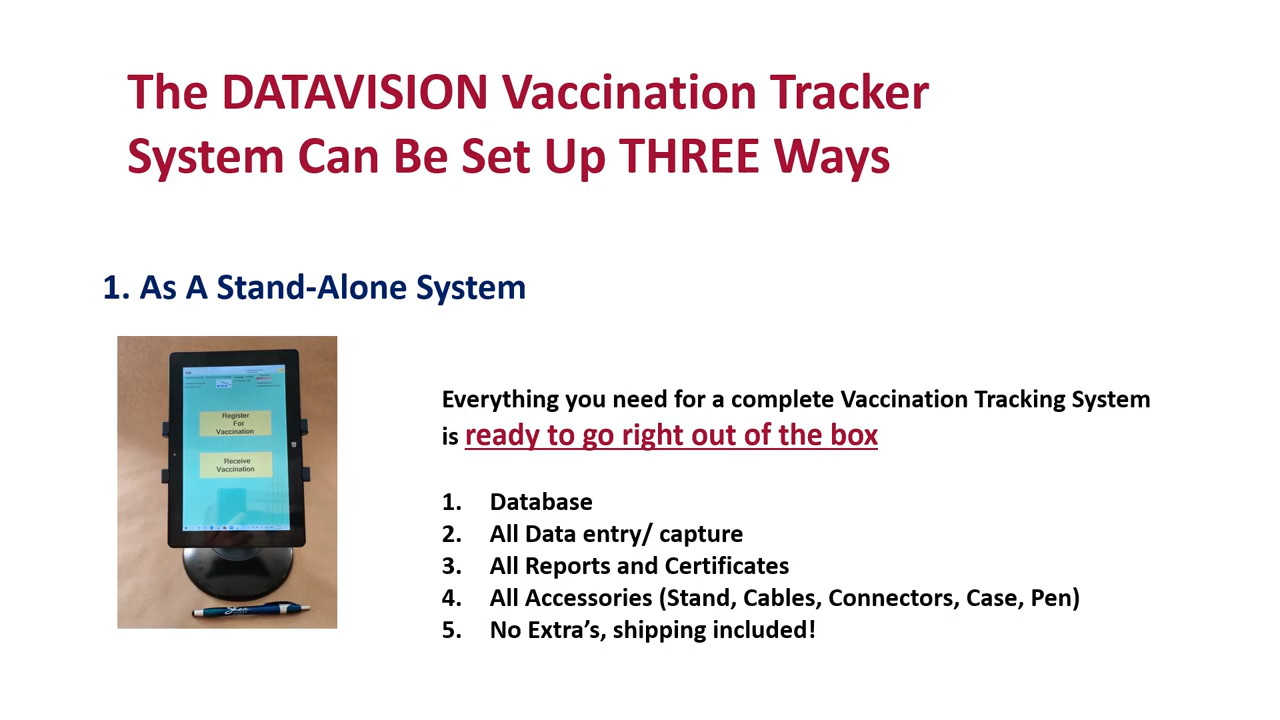 The DATAVISION Vaccination Tracker
System Can Be Set Up THREE Ways
1. As A Stand-Alone System
Register
For
Vaccination
Receive
Vaccination
Everything you need for a complete Vaccination Tracking System
is ready to go right out of the box
1. Database
2. All Data entry/ capture
3. All Reports and Certificates
4. All Accessories (Stand, Cables, Connectors, Case, Pen)
5. No Extra’s, shipping included!